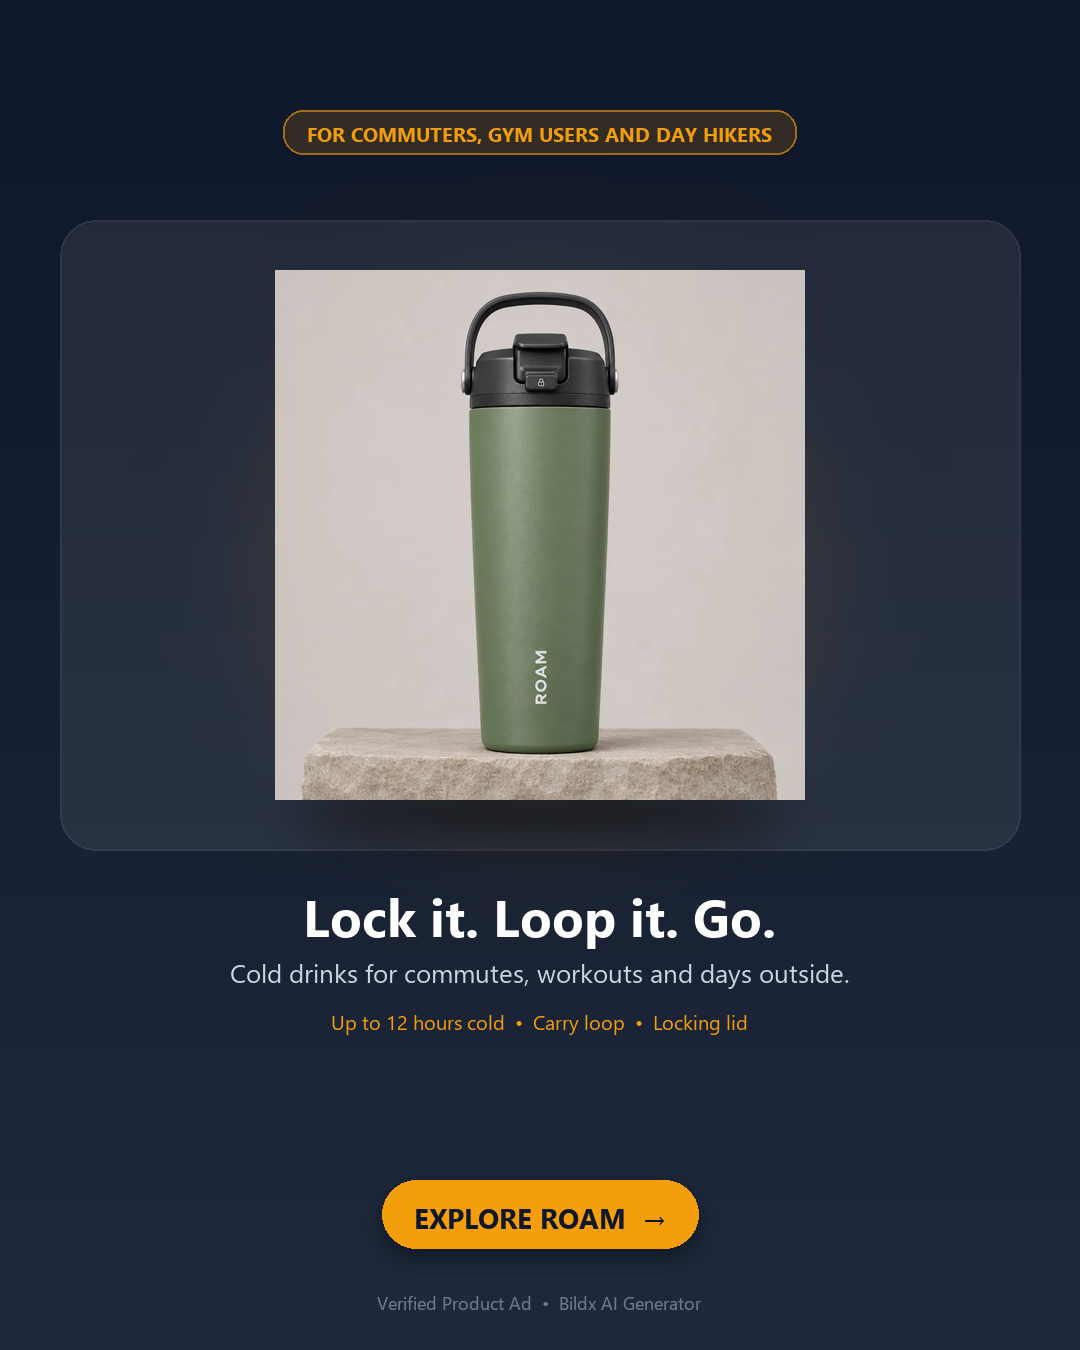 FOR COMMUTERS, GYM USERS AND DAY HIKERS
ROAM
Lock it. Loop it. Go.
Cold drinks for commutes, workouts and days outside.
Up to 12 hours cold • Carry loop • Locking lid
EXPLORE ROAM →
Verified Product Ad • Bildx AI Generator